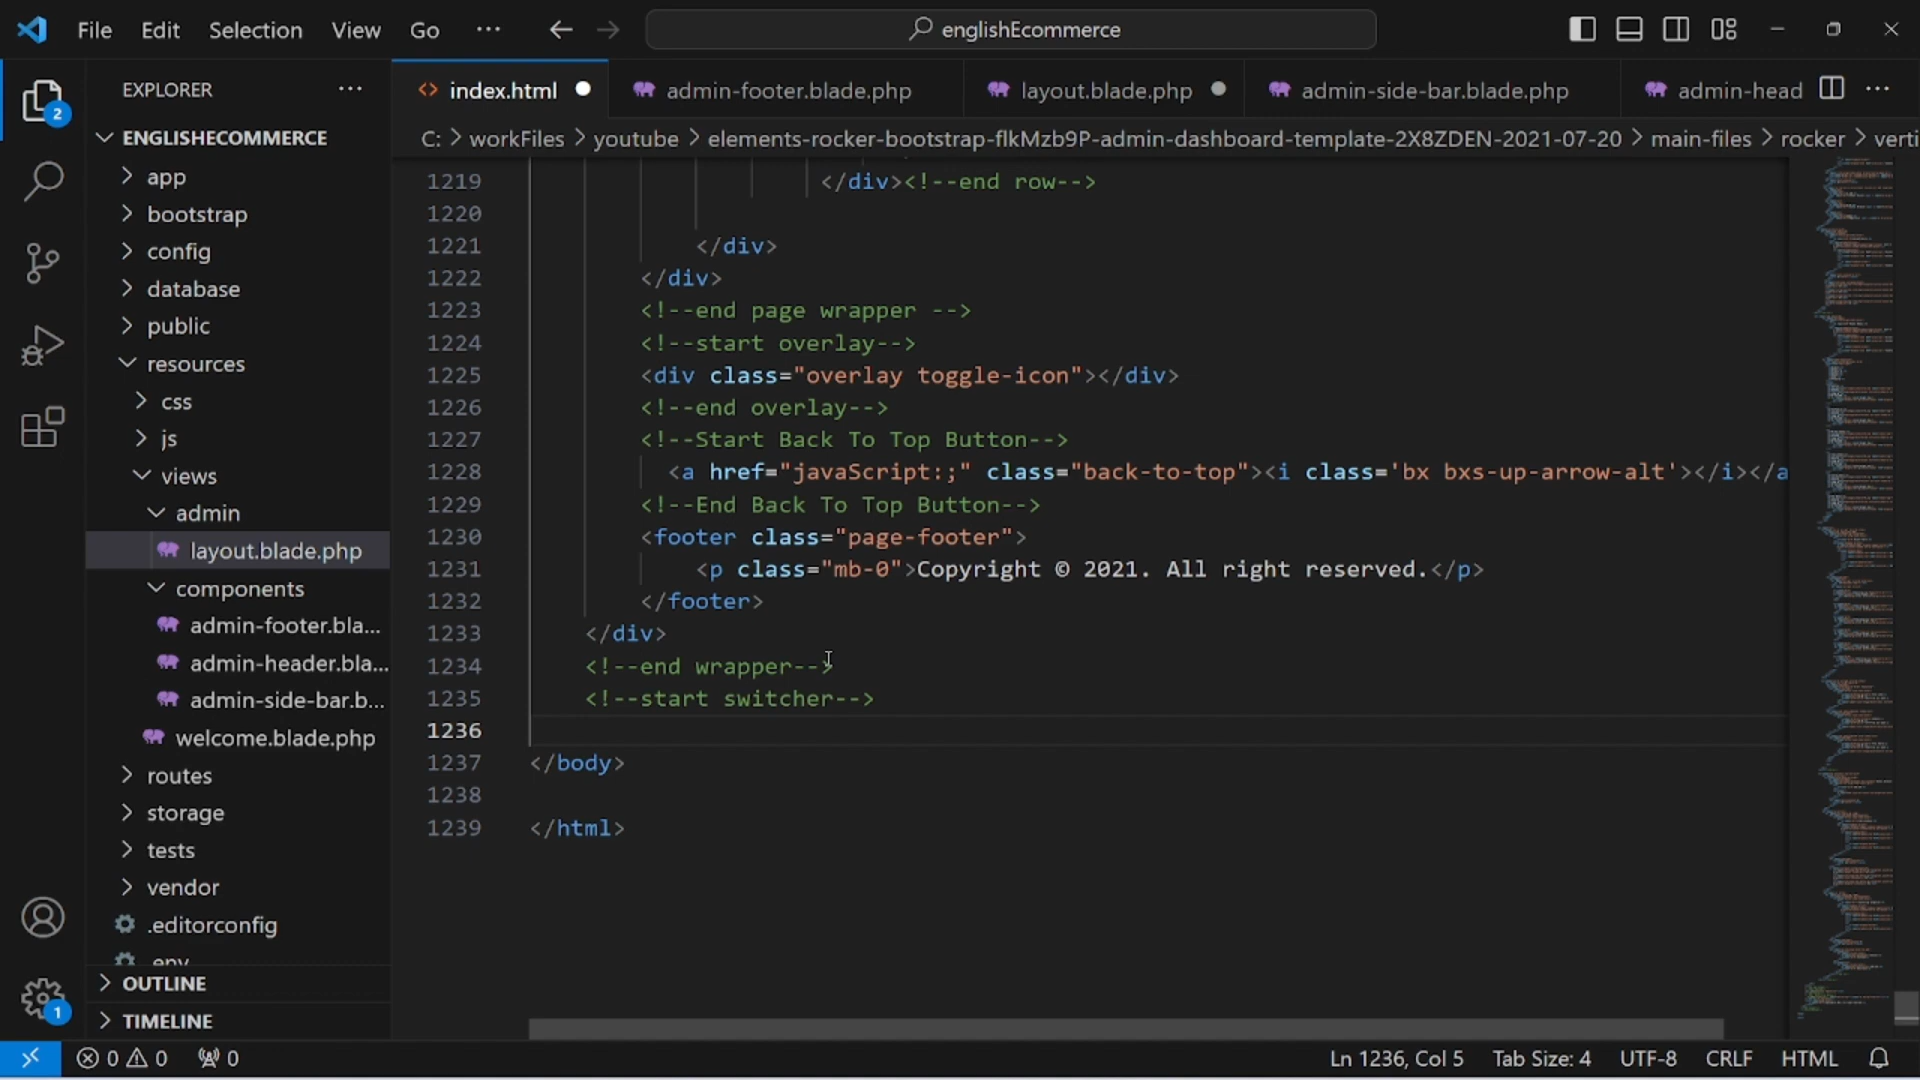 File Edit Selection View Go ··· englishEcommerce
EXPLORER ···
ENGLISHECOMMERCE
app
bootstrap
config
database
public
resources
css
js
views
admin
layout.blade.php
components
admin-footer.bla...
admin-header.bla...
admin-side-bar.b...
welcome.blade.php
routes
storage
tests
vendor
.editorconfig
.env
OUTLINE
TIMELINE
2
1
index.html admin-footer.blade.php layout.blade.php admin-side-bar.blade.php admin-head
C: > workFiles > youtube > elements-rocker-bootstrap-flkMzb9P-admin-dashboard-template-2X8ZDEN-2021-07-20 > main-files > rocker > verti
1219 </div><!--end row-->
1220
1221 </div>
1222 </div>
1223 <!--end page wrapper -->
1224 <!--start overlay-->
1225 <div class="overlay toggle-icon"></div>
1226 <!--end overlay-->
1227 <!--Start Back To Top Button-->
1228 <a href="javaScript:;" class="back-to-top"><i class='bx bxs-up-arrow-alt'></i></a
1229 <!--End Back To Top Button-->
1230 <footer class="page-footer">
1231 <p class="mb-0">Copyright © 2021. All right reserved.</p>
1232 </footer>
1233 </div>
1234 <!--end wrapper-->
1235 <!--start switcher-->
1236
1237 </body>
1238
1239 </html>
0 0 0 Ln 1236, Col 5 Tab Size: 4 UTF-8 CRLF HTML